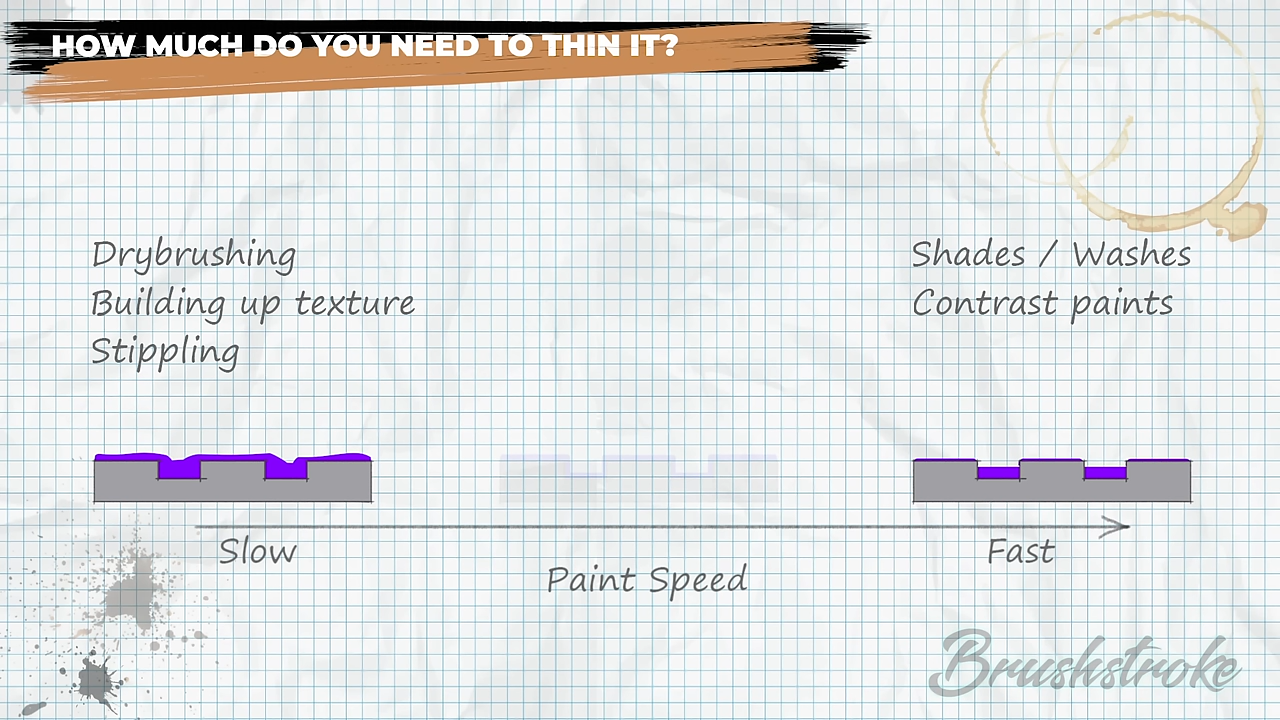 HOW MUCH DO YOU NEED TO THIN IT?
Drybrushing
Building up texture
Stippling
Shades / Washes
Contrast paints
Slow
Fast
Paint Speed
Brushstroke